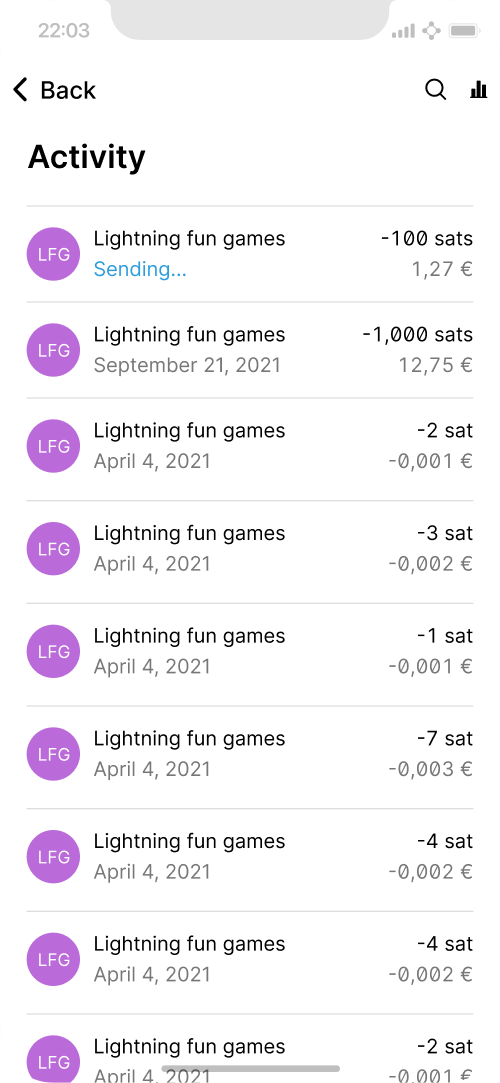 22:03
Back
Activity
LFG Lightning fun games -100 sats
Sending... 1,27 €
LFG Lightning fun games -1,000 sats
September 21, 2021 12,75 €
LFG Lightning fun games -2 sat
April 4, 2021 -0,001 €
LFG Lightning fun games -3 sat
April 4, 2021 -0,002 €
LFG Lightning fun games -1 sat
April 4, 2021 -0,001 €
LFG Lightning fun games -7 sat
April 4, 2021 -0,003 €
LFG Lightning fun games -4 sat
April 4, 2021 -0,002 €
LFG Lightning fun games -4 sat
April 4, 2021 -0,002 €
LFG Lightning fun games -2 sat
April 4, 2021 -0,001 €